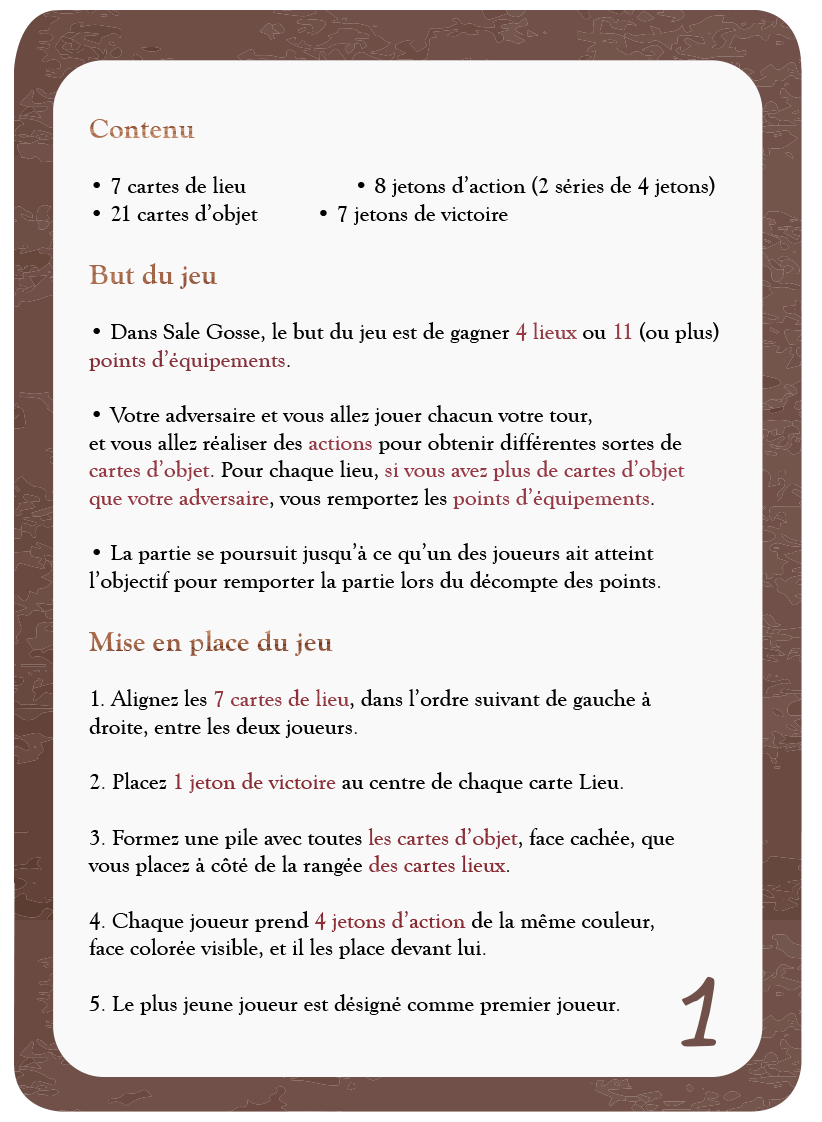 Contenu
• 7 cartes de lieu • 8 jetons d'action (2 séries de 4 jetons)
• 21 cartes d'objet • 7 jetons de victoire
But du jeu
• Dans Sale Gosse, le but du jeu est de gagner 4 lieux ou 11 (ou plus)
points d'équipements.
• Votre adversaire et vous allez jouer chacun votre tour,
et vous allez réaliser des actions pour obtenir différentes sortes de
cartes d'objet. Pour chaque lieu, si vous avez plus de cartes d'objet
que votre adversaire, vous remportez les points d'équipements.
• La partie se poursuit jusqu'à ce qu'un des joueurs ait atteint
l'objectif pour remporter la partie lors du décompte des points.
Mise en place du jeu
1. Alignez les 7 cartes de lieu, dans l'ordre suivant de gauche à
droite, entre les deux joueurs.
2. Placez 1 jeton de victoire au centre de chaque carte Lieu.
3. Formez une pile avec toutes les cartes d'objet, face cachée, que
vous placez à côté de la rangée des cartes lieux.
4. Chaque joueur prend 4 jetons d'action de la même couleur,
face colorée visible, et il les place devant lui.
5. Le plus jeune joueur est désigné comme premier joueur.
1